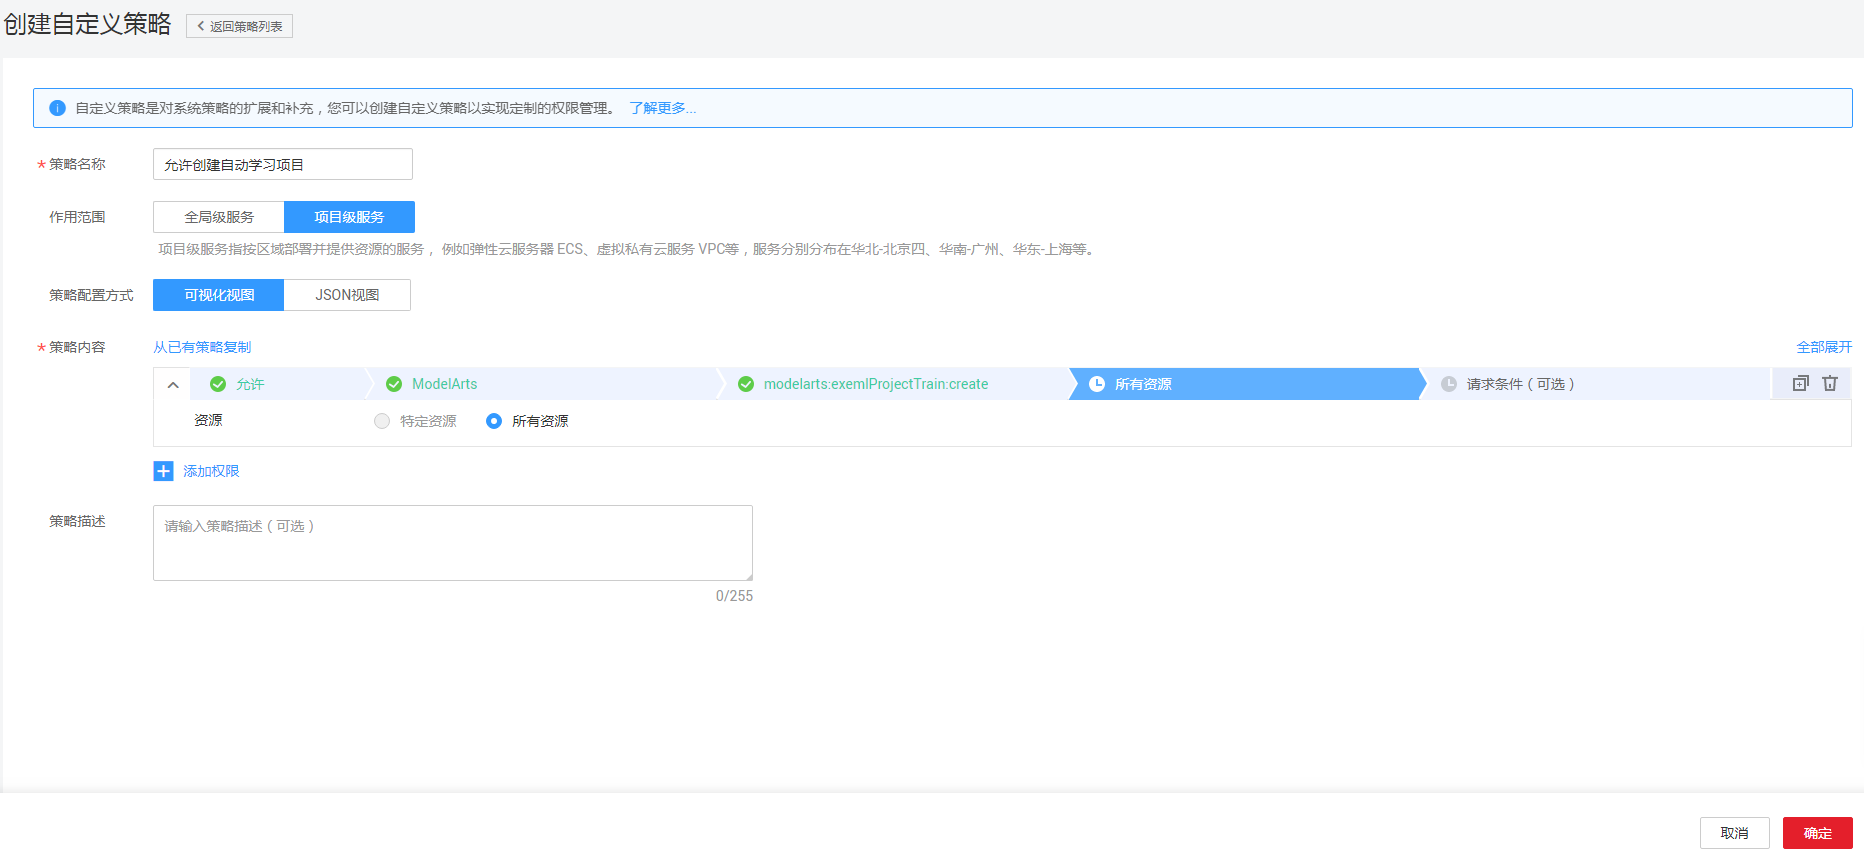 创建自定义策略
返回策略列表
自定义策略是对系统策略的扩展和补充，您可以创建自定义策略以实现定制的权限管理。 了解更多...
* 策略名称 允许创建自动学习项目
作用范围 全局级服务 项目级服务
项目级服务指按区域部署并提供资源的服务， 例如弹性云服务器 ECS、虚拟私有云服务 VPC等，服务分别分布在华北-北京四、华南-广州、华东-上海等。
策略配置方式 可视化视图 JSON视图
* 策略内容 从已有策略复制 全部展开
允许 ModelArts modelarts:exemlProjectTrain:create 所有资源 请求条件（可选）
资源 特定资源 所有资源
添加权限
策略描述 请输入策略描述（可选）
0/255
取消 确定